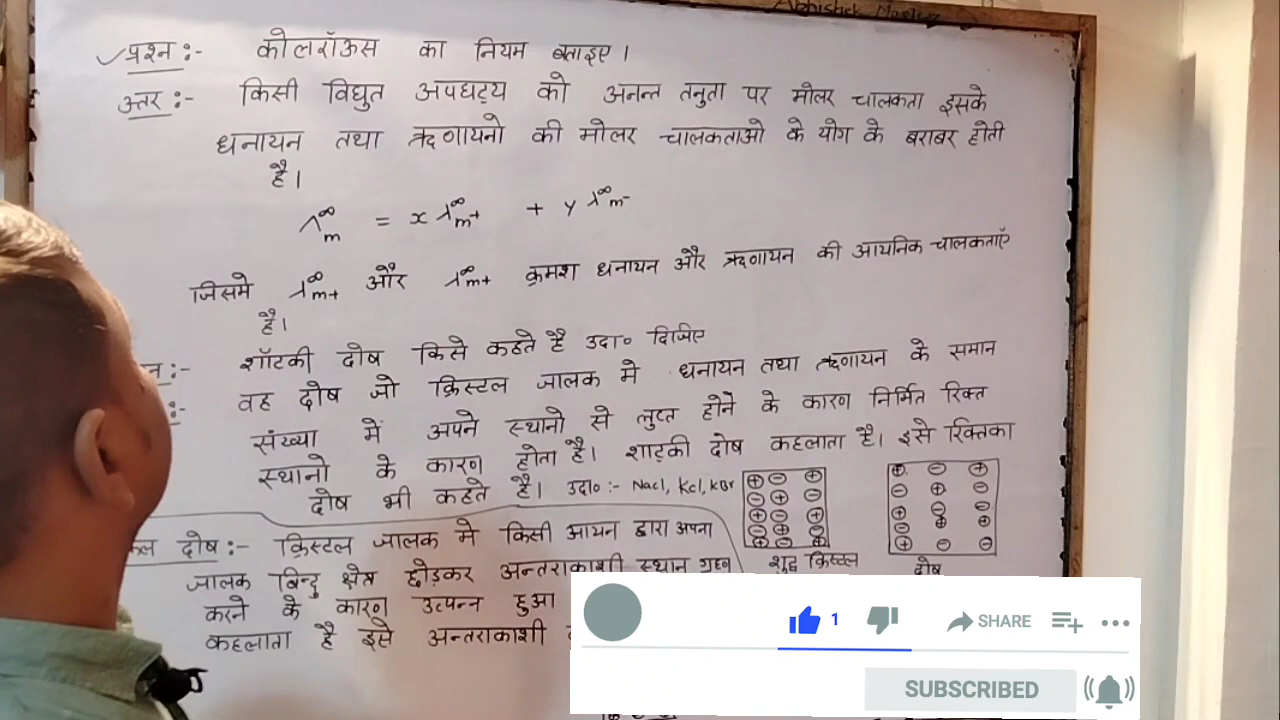 Abhishek
प्रश्न :- कोलरॉऊस का नियम बताइए ।
उत्तर :- किसी विद्युत अपघट्य को अनन्त तनुता पर मोलर चालकता इसके
धनायन तथा ऋणायनो की मोलर चालकताओ के योग के बराबर होती
है।
λ∞m = x λ∞m+ + y λ∞m-
जिसमे λ∞m+ और λ∞m+ क्रमश धनायन और ऋणायन की आयनिक चालकताएँ
है।
न :- शॉटकी दोष किसे कहते है उदा० दिजिए
:- वह दोष जो क्रिस्टल जालक मे धनायन तथा ऋणायन के समान
संख्या में अपने स्थानो से लुप्त होने के कारण निर्मित रिक्त
स्थानो के कारण होता है। शाट्की दोष कहलाता है। इसे रिक्तिका
दोष भी कहते है। उदा० :- Nacl, Kcl, KBr
शुद्ध क्रिस्टल दोष
कल दोष :- क्रिस्टल जालक मे किसी आयन द्वारा अपना
जालक बिन्दु क्षेत्र छोड़कर अन्तराकाशी स्थान ग्रहण
करने के कारण उत्पन्न हुआ
कहलाता है इसे अन्तराकाशी
1 SHARE
SUBSCRIBED